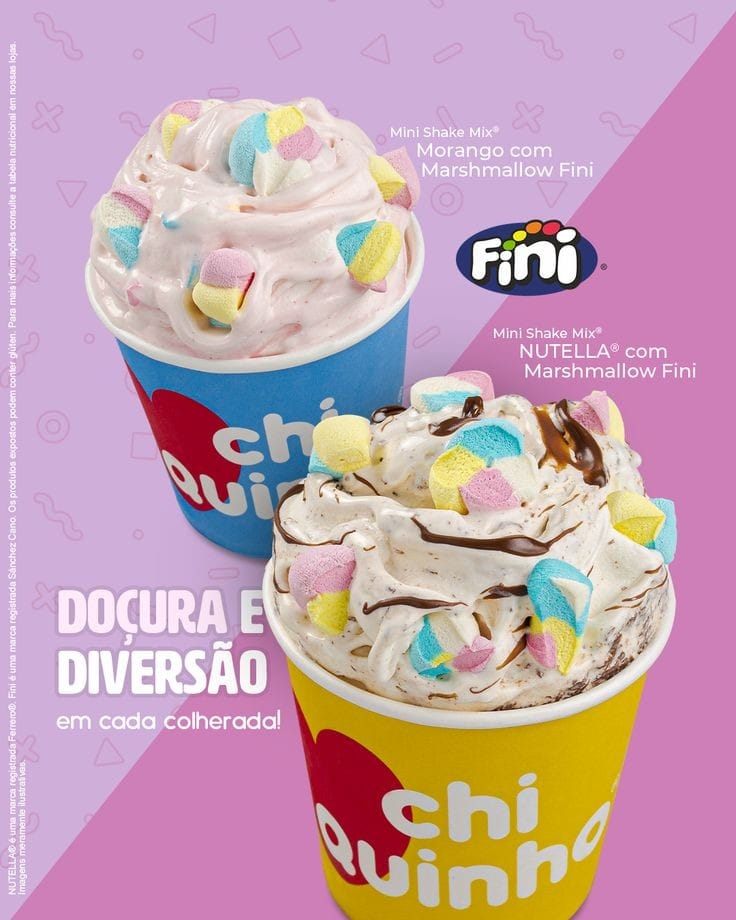 Mini Shake Mix®
Morango com
Marshmallow Fini
Fini®
Mini Shake Mix®
NUTELLA® com
Marshmallow Fini
chi
Quinho
DOÇURA E
DIVERSÃO
em cada colherada!
chi
Quinho
NUTELLA® é uma marca registrada Ferrero®. Fini é uma marca registrada Sánchez Cano. Os produtos expostos podem conter glúten. Para mais informações consulte a tabela nutricional em nossas lojas.
Imagens meramente ilustrativas.